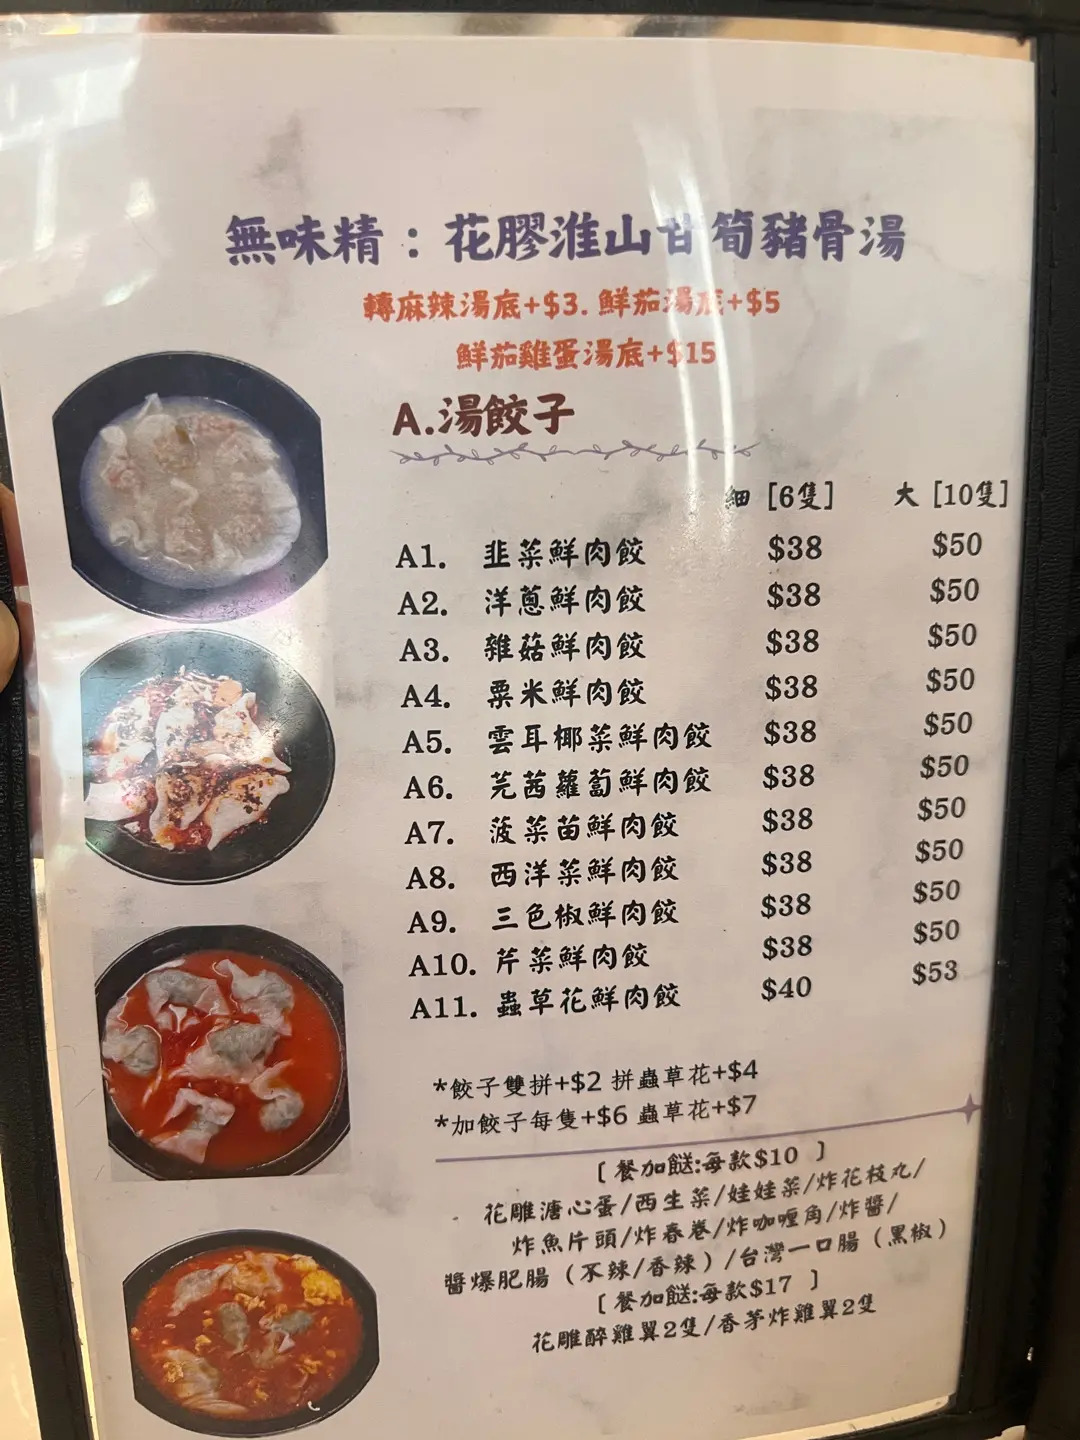 無味精：花膠淮山甘筍豬骨湯
轉麻辣湯底+$3. 鮮茄湯底+$5
鮮茄雞蛋湯底+$15
A.湯餃子
細 [6隻] 大 [10隻]
A1. 韭菜鮮肉餃 $38 $50
A2. 洋蔥鮮肉餃 $38 $50
A3. 雜菇鮮肉餃 $38 $50
A4. 粟米鮮肉餃 $38 $50
A5. 雲耳椰菜鮮肉餃 $38 $50
A6. 芫茜蘿蔔鮮肉餃 $38 $50
A7. 菠菜苗鮮肉餃 $38 $50
A8. 西洋菜鮮肉餃 $38 $50
A9. 三色椒鮮肉餃 $38 $50
A10. 芹菜鮮肉餃 $38 $50
A11. 蟲草花鮮肉餃 $40 $53
*餃子雙拼+$2 拼蟲草花+$4
*加餃子每隻+$6 蟲草花+$7
[ 餐加餸:每款$10 ]
花雕溏心蛋/西生菜/娃娃菜/炸花枝丸/
炸魚片頭/炸春卷/炸咖喱角/炸醬/
醬爆肥腸（不辣/香辣）/台灣一口腸（黑椒）
[ 餐加餸:每款$17 ]
花雕醉雞翼2隻/香茅炸雞翼2隻